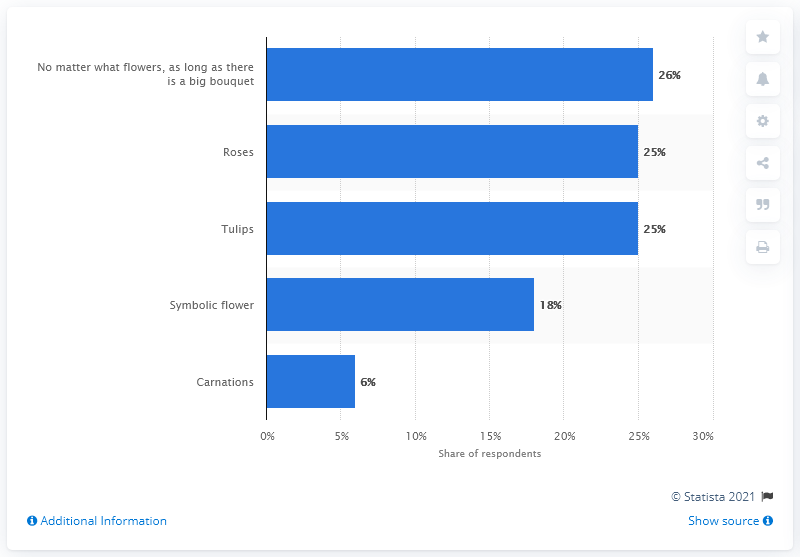 No matter what flowers, as long as there
is a big bouquet
26%
Roses
25%
Tulips
25%
Symbolic flower
18%
Carnations
6%
0% 5% 10% 15% 20% 25% 30%
Share of respondents
© Statista 2021
Additional Information
Show source